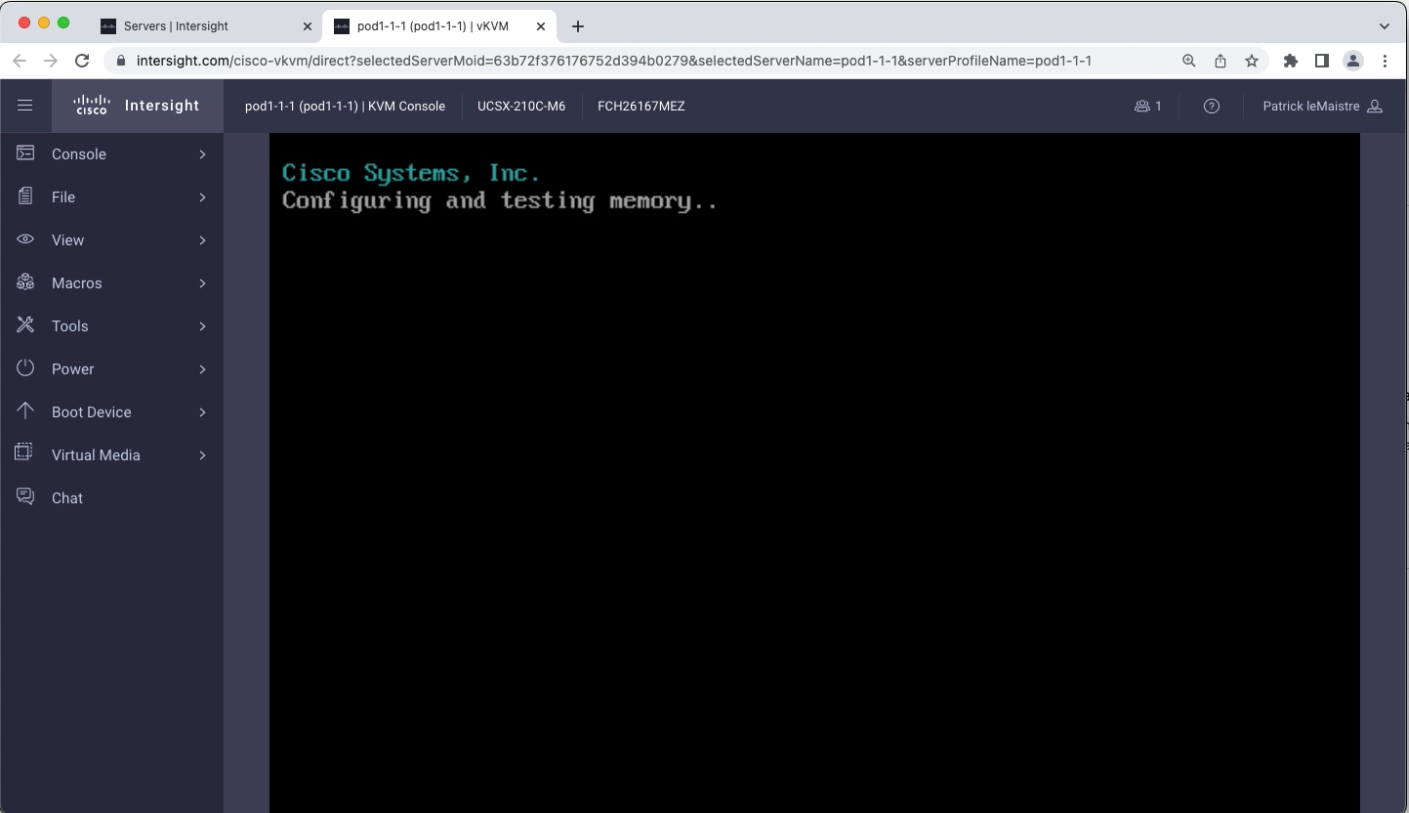 Servers | Intersight
pod1-1-1 (pod1-1-1) | vKVM
intersight.com/cisco-vkvm/direct?selectedServerMoid=63b72f376176752d394b0279&selectedServerName=pod1-1-1&serverProfileName=pod1-1-1
cisco Intersight
pod1-1-1 (pod1-1-1) | KVM Console
UCSX-210C-M6
FCH26167MEZ
1
Patrick leMaistre
Console
File
View
Macros
Tools
Power
Boot Device
Virtual Media
Chat
Cisco Systems, Inc.
Configuring and testing memory..